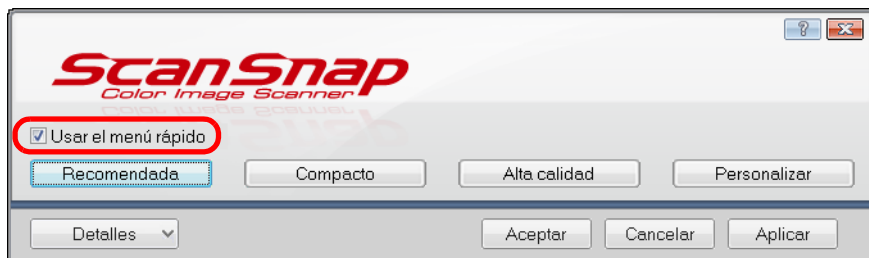 ScanSnap
Color Image Scanner
Usar el menú rápido
Recomendada Compacto Alta calidad Personalizar
Detalles Aceptar Cancelar Aplicar